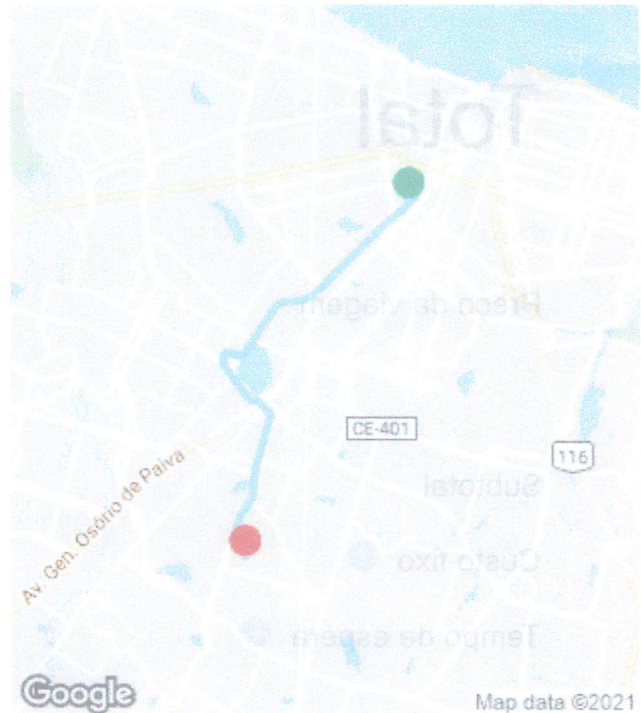 Total
Preço da viagem
CE-401
116
Av. Gen. Osório de Paiva
Subtotal
Custo fixo
Tempo de espera
Google
Map data ©2021